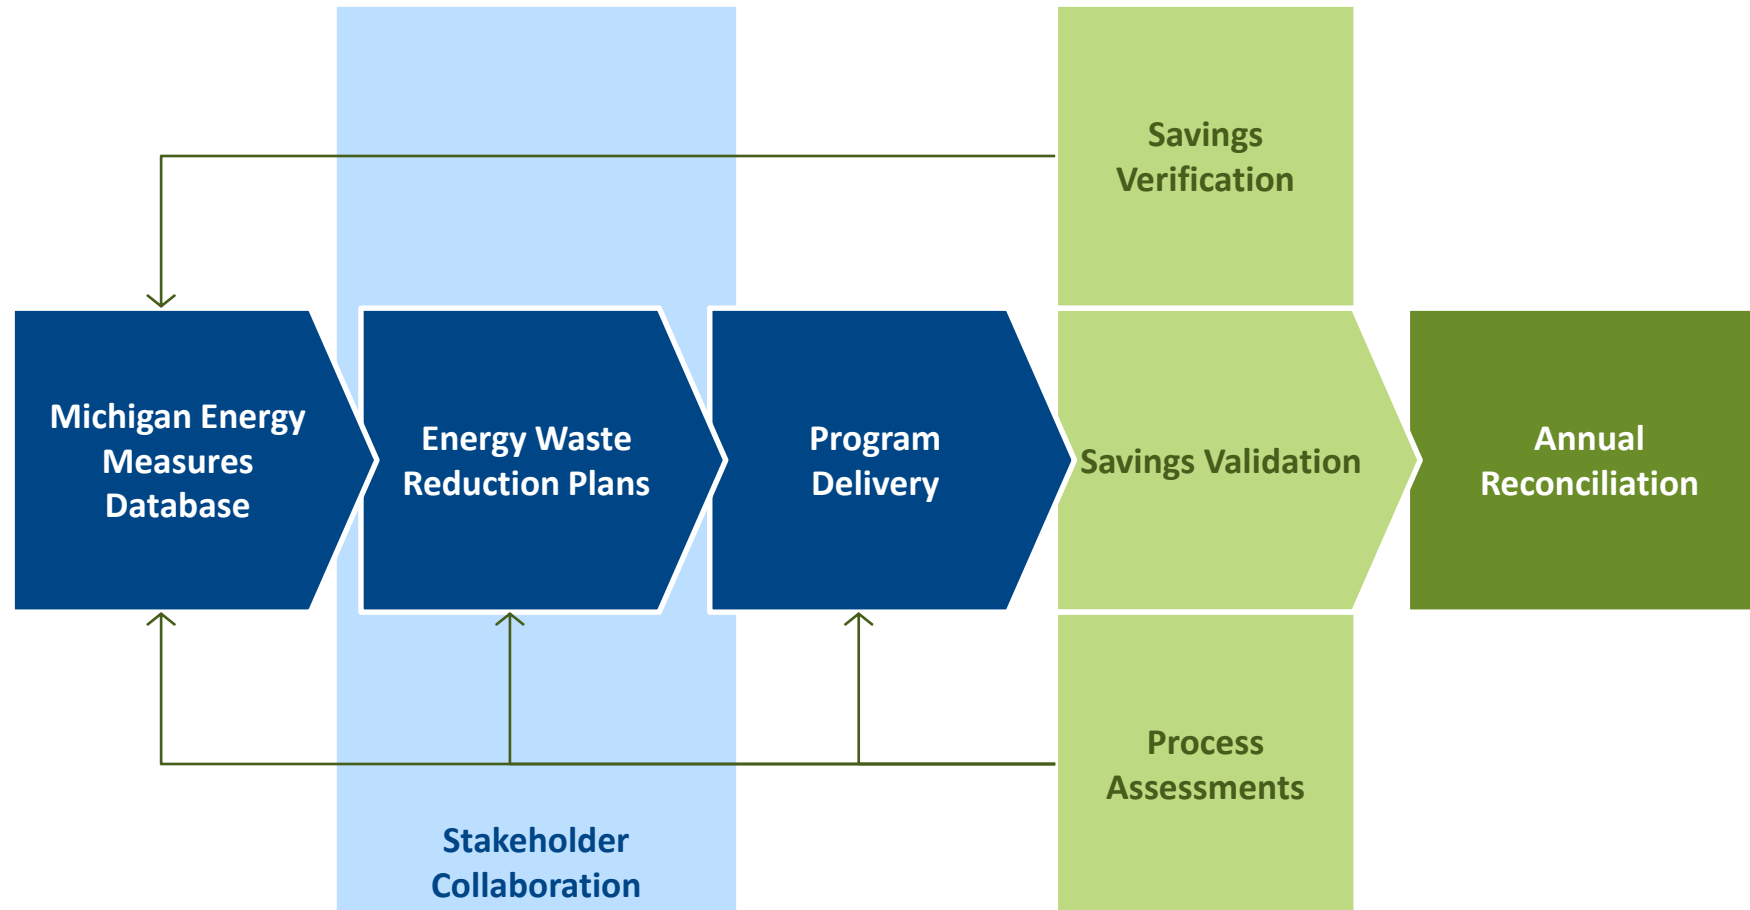 Savings
Verification
Michigan Energy
Measures
Database
Energy Waste
Reduction Plans
Program
Delivery
Savings Validation
Annual
Reconciliation
Process
Assessments
Stakeholder
Collaboration